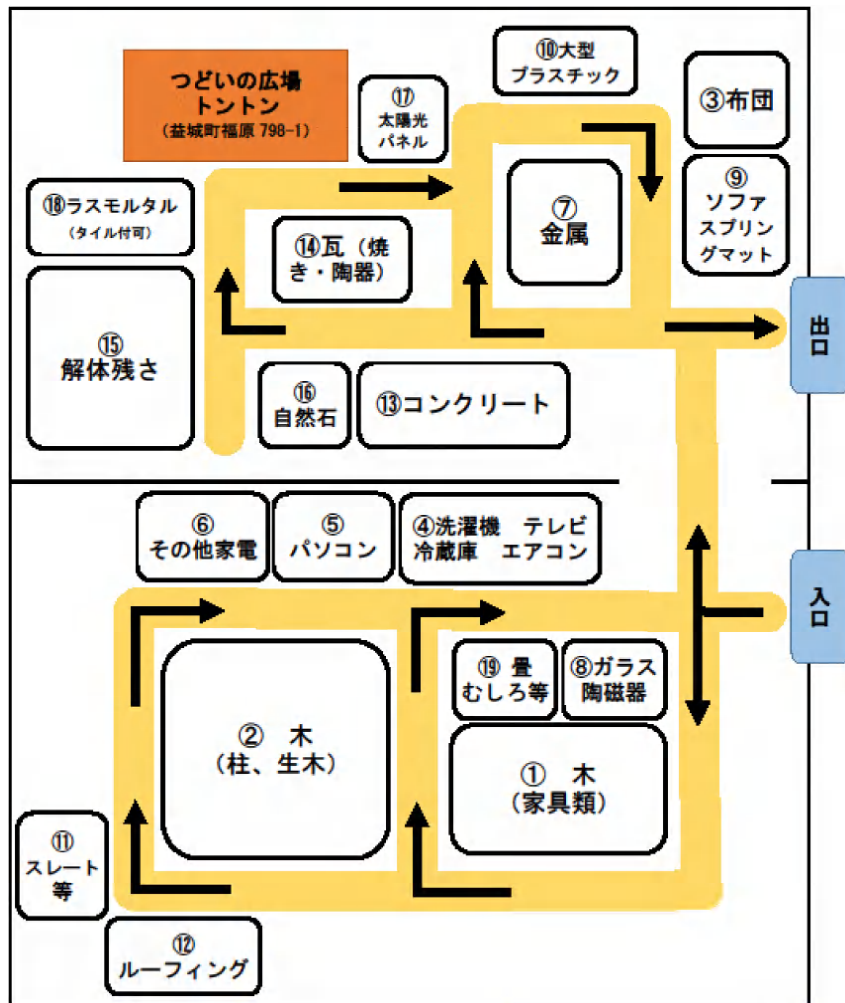 つどいの広場
トントン
(益城町福原 798-1)
⑰
太陽光
パネル
⑩大型
プラスチック
③布団
⑨
ソファ
スプリン
グマット
⑱ラスモルタル
(タイル付可)
⑭瓦（焼
き・陶器）
⑦
金属
⑮
解体残さ
⑯
自然石
⑬コンクリート
出口
⑥
その他家電
⑤
パソコン
④洗濯機　テレビ
冷蔵庫　エアコン
入口
⑲ 畳
むしろ等
⑧ガラス
陶磁器
②　木
(柱、生木)
①　木
(家具類)
⑪
スレート
等
⑫
ルーフィング